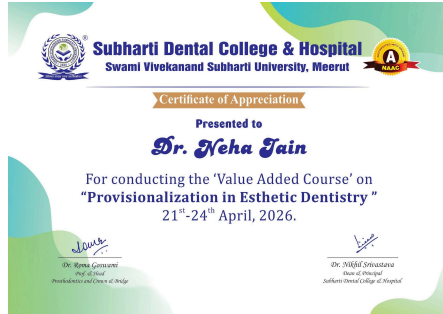 Subharti Dental College & Hospital
Swami Vivekanand Subharti University, Meerut
A
NAAC
Certificate of Appreciation
Presented to
Dr. Neha Jain
For conducting the ‘Value Added Course’ on
“Provisionalization in Esthetic Dentistry ”
21st-24th April, 2026.
Dr. Roma Goswami
Prof. & Head
Prosthodontics and Crown & Bridge
Dr. Nikhil Srivastava
Dean & Principal
Subharti Dental College & Hospital